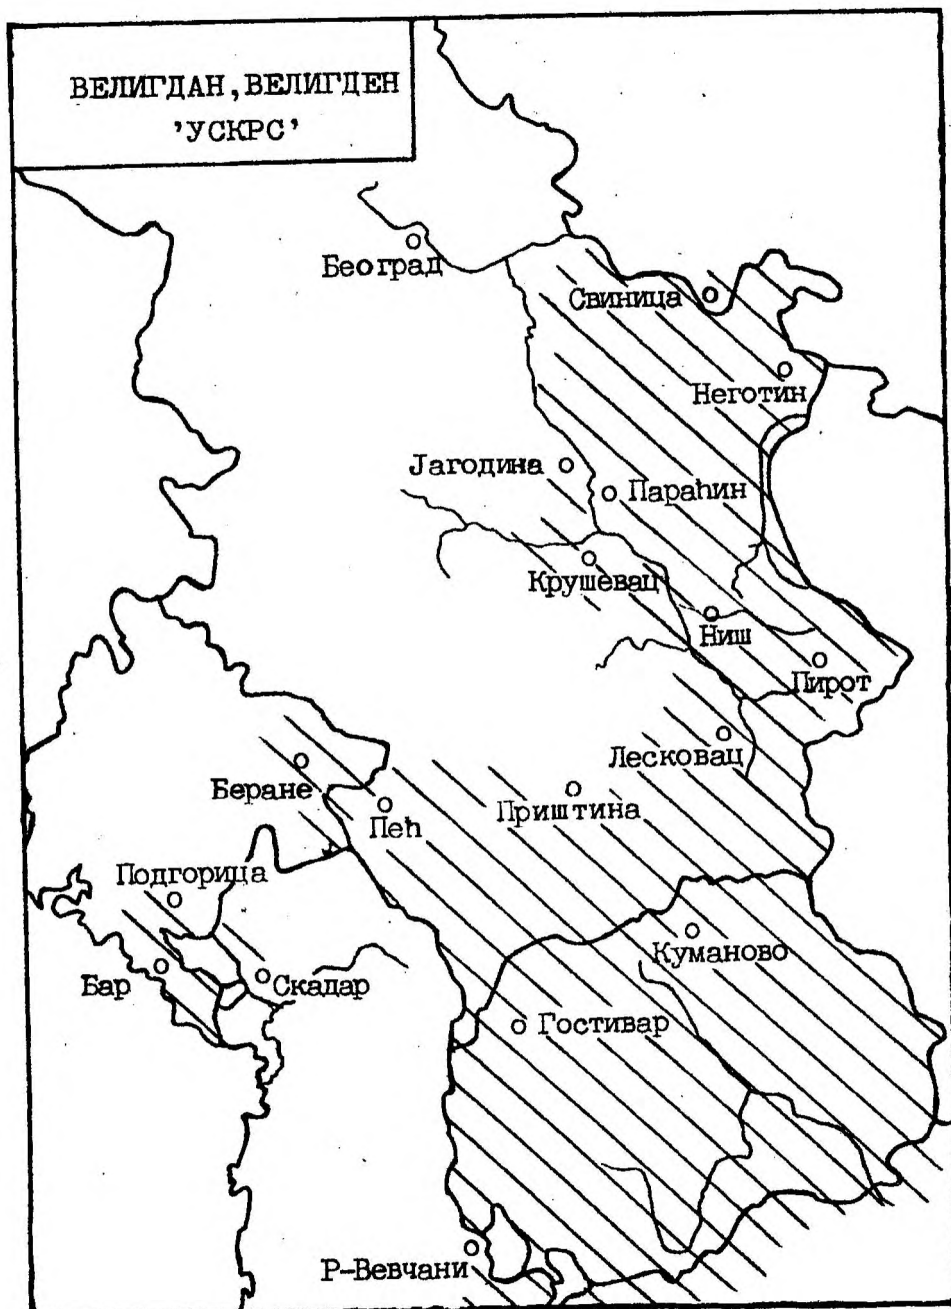 ВЕЛИГДАН, ВЕЛИГДЕН
'УСКРС'
Београд
Свиница
Неготин
Јагодина
Параћин
Крушевац
Ниш
Пирот
Лесковац
Беране
Пећ
Приштина
Подгорица
Куманово
Бар
Скадар
Гостивар
Р-Вевчани